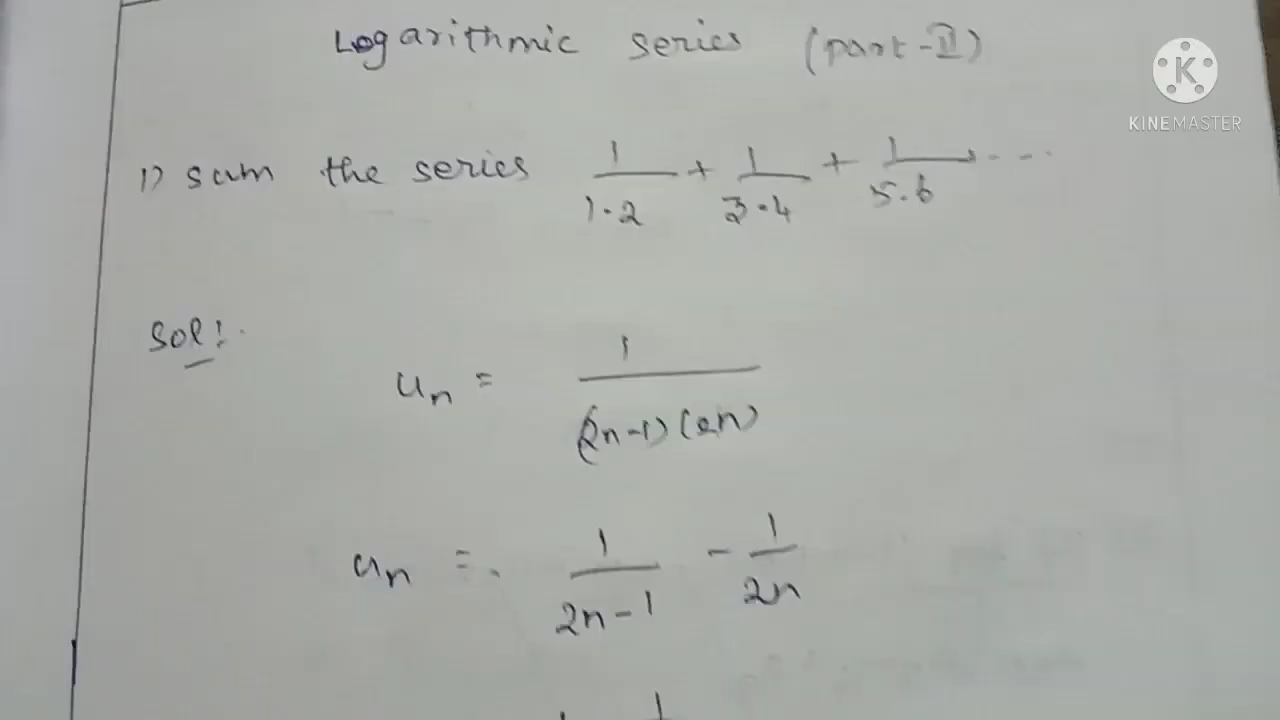 Logarithmic series (part-II)
K
KINEMASTER
1) sum the series 1/1·2 + 1/3·4 + 1/5·6 ...
Sol:
uₙ = 1/(2n-1)(2n)
uₙ = 1/2n-1 - 1/2n